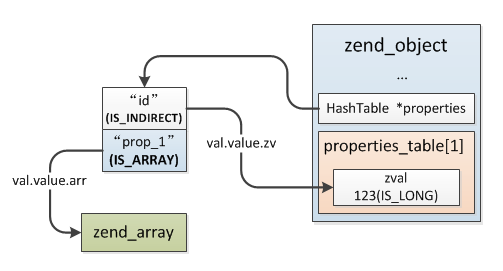 zend_object
...
HashTable *properties
“id”
(IS_INDIRECT)
“prop_1”
(IS_ARRAY)
val.value.zv
properties_table[1]
zval
123(IS_LONG)
val.value.arr
zend_array